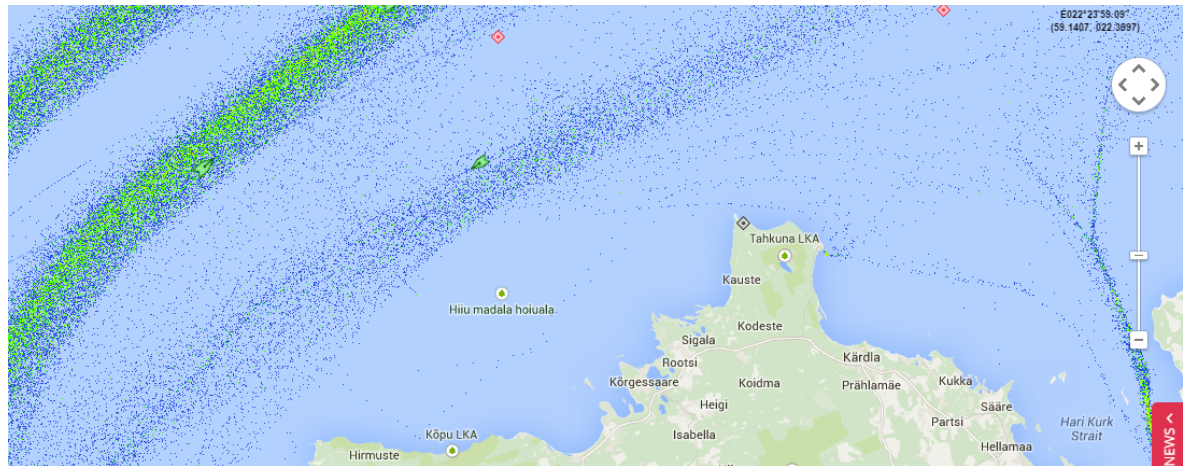 E022°23'59.09"
(59.1407, 022.3997)
Tahkuna LKA
Kauste
Hiiu madala hoiuala
Kodeste
Sigala
Rootsi
Kärdla
Kõrgessaare
Koidma
Prählamäe
Kukka
Heigi
Sääre
Partsi
Hari Kurk
Strait
Kõpu LKA
Isabella
Hellamaa
Hirmuste
NEWS